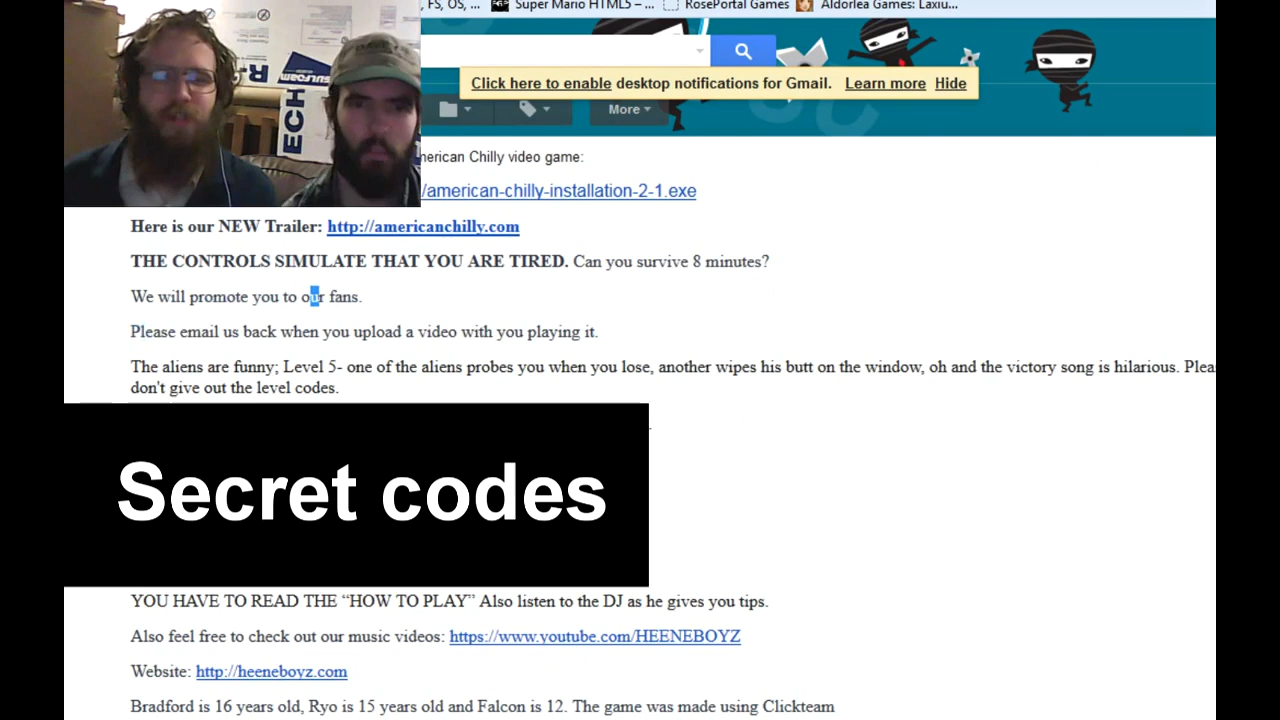 , FS, OS, ... Super Mario HTML5 – ... RosePortal Games Aldorlea Games: Laxiu...
Click here to enable desktop notifications for Gmail. Learn more Hide
More
merican Chilly video game:
/american-chilly-installation-2-1.exe
Here is our NEW Trailer: http://americanchilly.com
THE CONTROLS SIMULATE THAT YOU ARE TIRED. Can you survive 8 minutes?
We will promote you to our fans.
Please email us back when you upload a video with you playing it.
The aliens are funny; Level 5- one of the aliens probes you when you lose, another wipes his butt on the window, oh and the victory song is hilarious. Plea
don't give out the level codes.
Secret codes
YOU HAVE TO READ THE “HOW TO PLAY” Also listen to the DJ as he gives you tips.
Also feel free to check out our music videos: https://www.youtube.com/HEENEBOYZ
Website: http://heeneboyz.com
Bradford is 16 years old, Ryo is 15 years old and Falcon is 12. The game was made using Clickteam